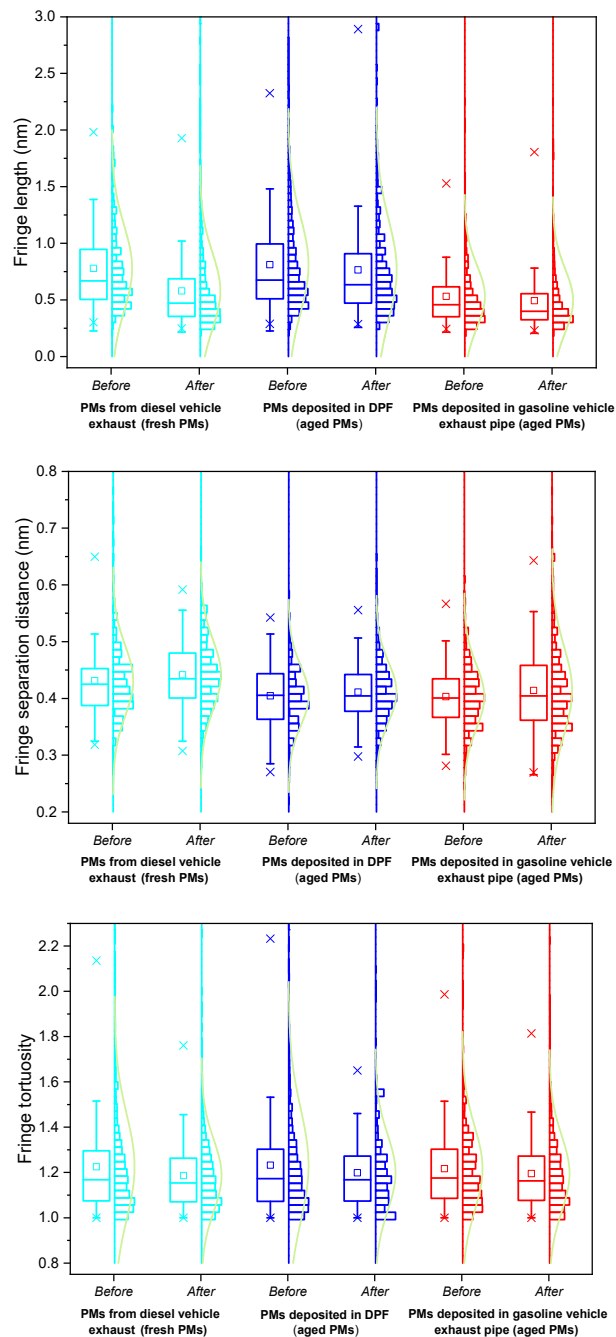 Fringe length (nm)
3.0
2.5
2.0
1.5
1.0
0.5
0.0
Before After Before After Before After
PMs from diesel vehicle exhaust (fresh PMs)
PMs deposited in DPF (aged PMs)
PMs deposited in gasoline vehicle exhaust pipe (aged PMs)
Fringe separation distance (nm)
0.8
0.7
0.6
0.5
0.4
0.3
0.2
Before After Before After Before After
PMs from diesel vehicle exhaust (fresh PMs)
PMs deposited in DPF (aged PMs)
PMs deposited in gasoline vehicle exhaust pipe (aged PMs)
Fringe tortuosity
2.2
2.0
1.8
1.6
1.4
1.2
1.0
0.8
Before After Before After Before After
PMs from diesel vehicle exhaust (fresh PMs)
PMs deposited in DPF (aged PMs)
PMs deposited in gasoline vehicle exhaust pipe (aged PMs)